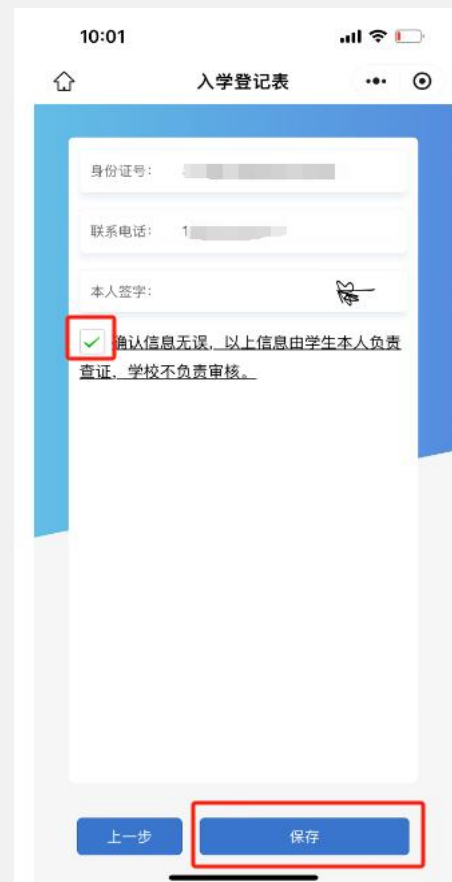 10:01
入学登记表
身份证号：
联系电话： 1
本人签字：
确认信息无误，以上信息由学生本人负责
查证，学校不负责审核。
上一步
保存